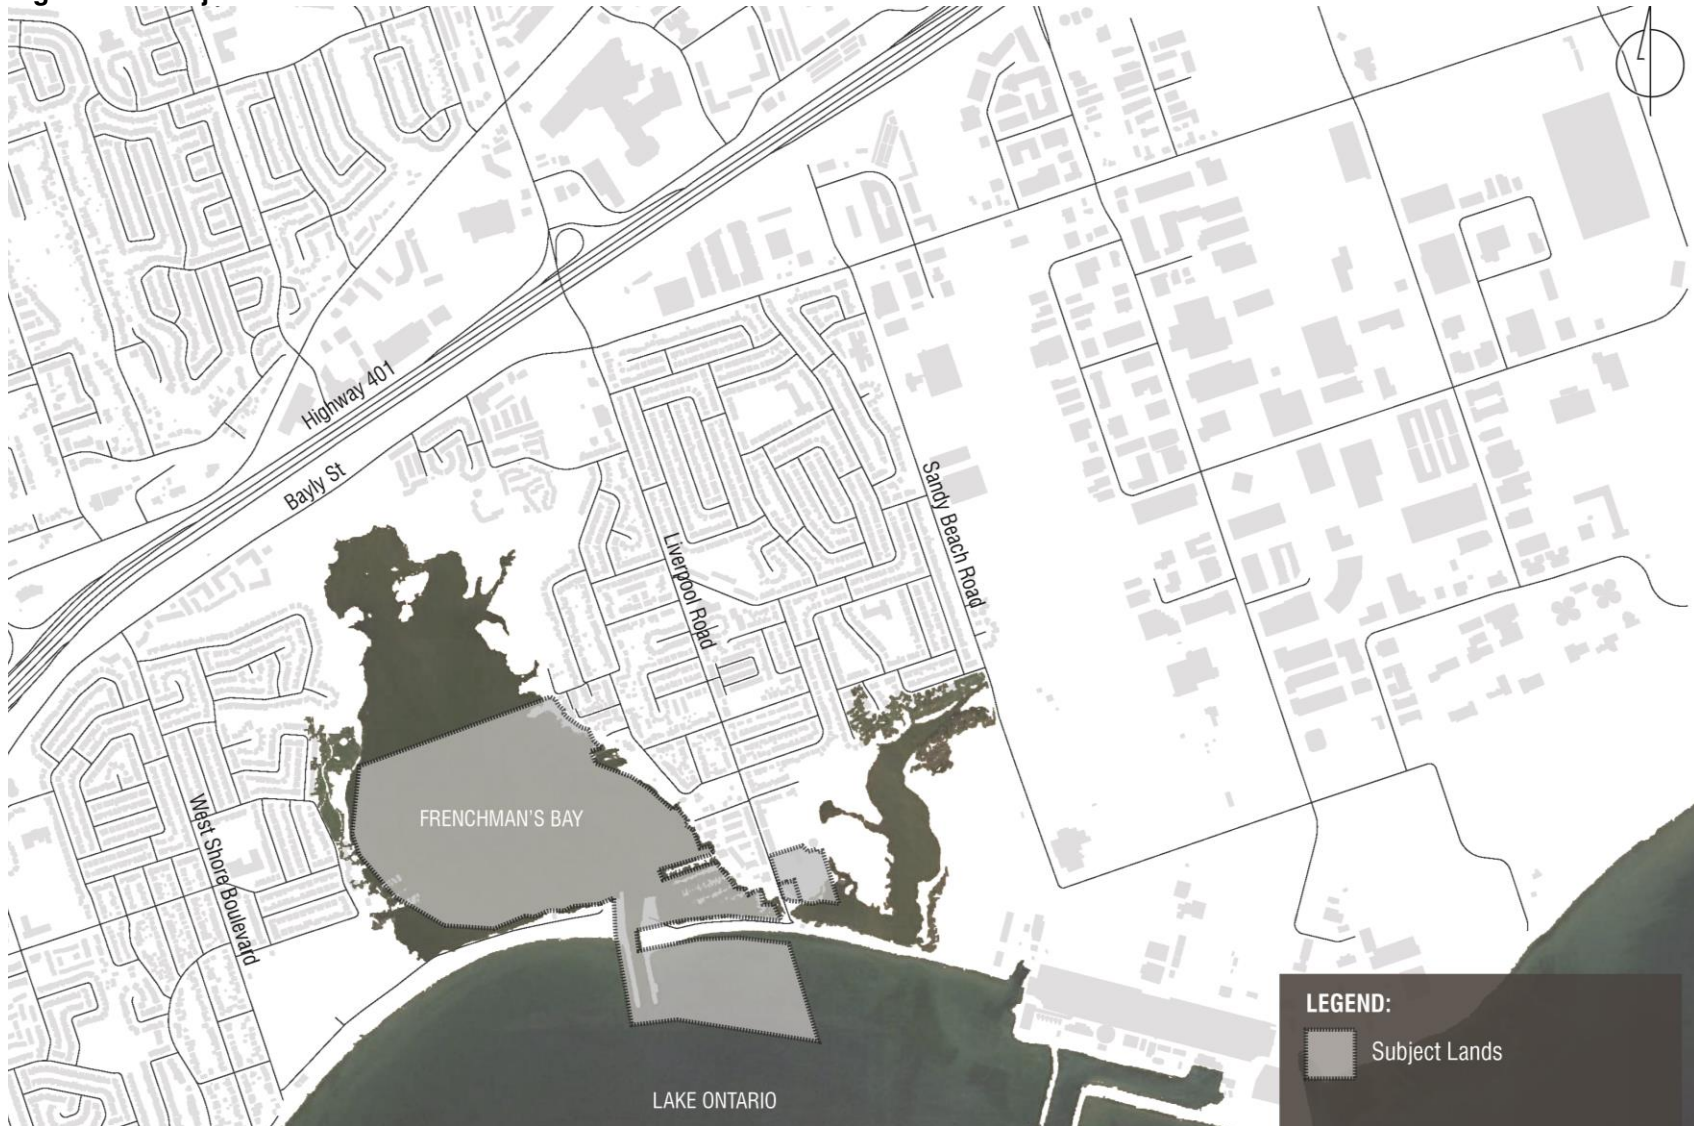 Highway 401
Bayly St
Sandy Beach Road
Liverpool Road
West Shore Boulevard
FRENCHMAN'S BAY
LAKE ONTARIO
LEGEND:
Subject Lands